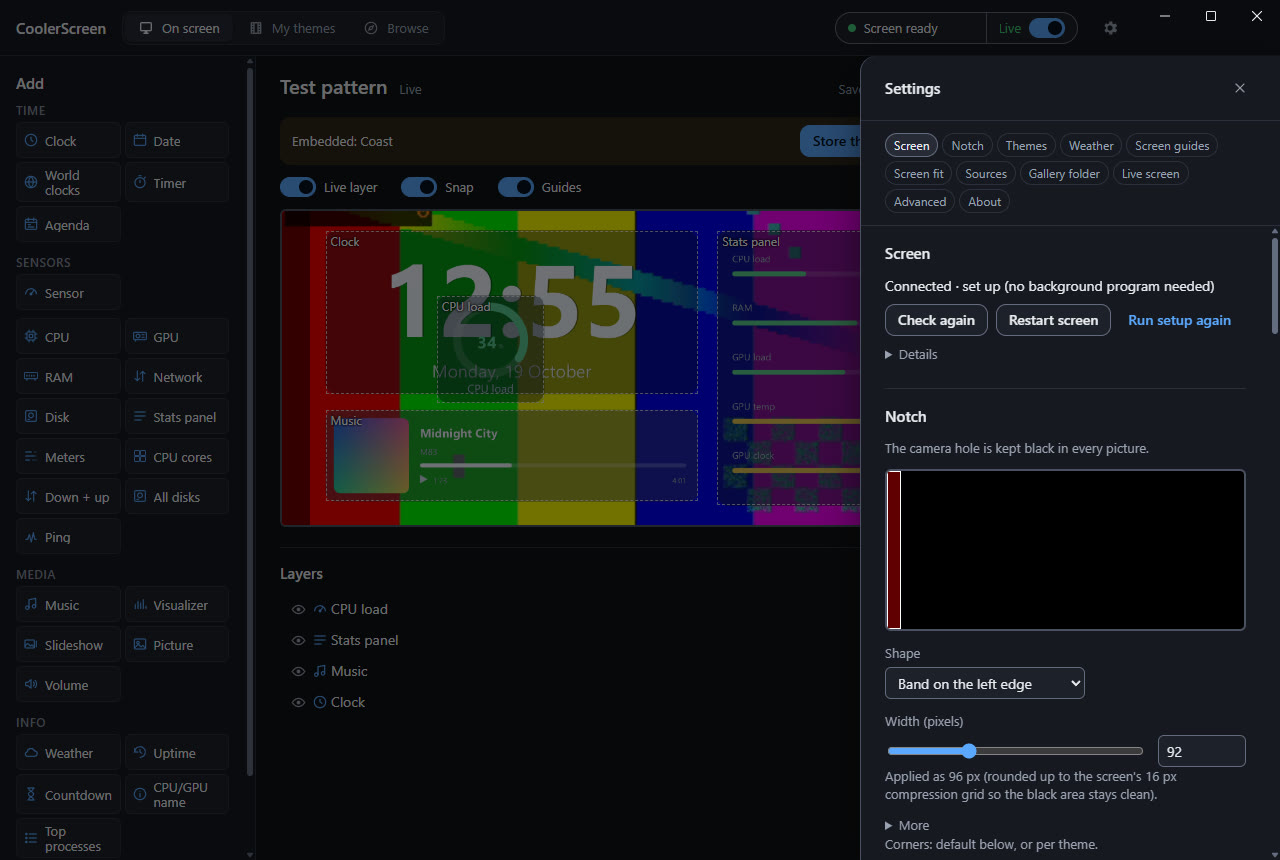 CoolerScreen
On screen
My themes
Browse
Screen ready
Live
Add
TIME
Clock
Date
World clocks
Timer
Agenda
SENSORS
Sensor
CPU
GPU
RAM
Network
Disk
Stats panel
Meters
CPU cores
Down + up
All disks
Ping
MEDIA
Music
Visualizer
Slideshow
Picture
Volume
INFO
Weather
Uptime
Countdown
CPU/GPU name
Top processes
Test pattern
Live
Embedded: Coast
Live layer
Snap
Guides
Clock
12:55
CPU load
34
CPU load
Monday, 19 October
Stats panel
CPU load
RAM
GPU load
GPU temp
GPU clock
Music
Midnight City
M83
4:01
Layers
CPU load
Stats panel
Music
Clock
Settings
Screen
Notch
Themes
Weather
Screen guides
Screen fit
Sources
Gallery folder
Live screen
Advanced
About
Screen
Connected · set up (no background program needed)
Check again
Restart screen
Run setup again
Details
Notch
The camera hole is kept black in every picture.
Shape
Band on the left edge
Width (pixels)
92
Applied as 96 px (rounded up to the screen's 16 px
compression grid so the black area stays clean).
More
Corners: default below, or per theme.